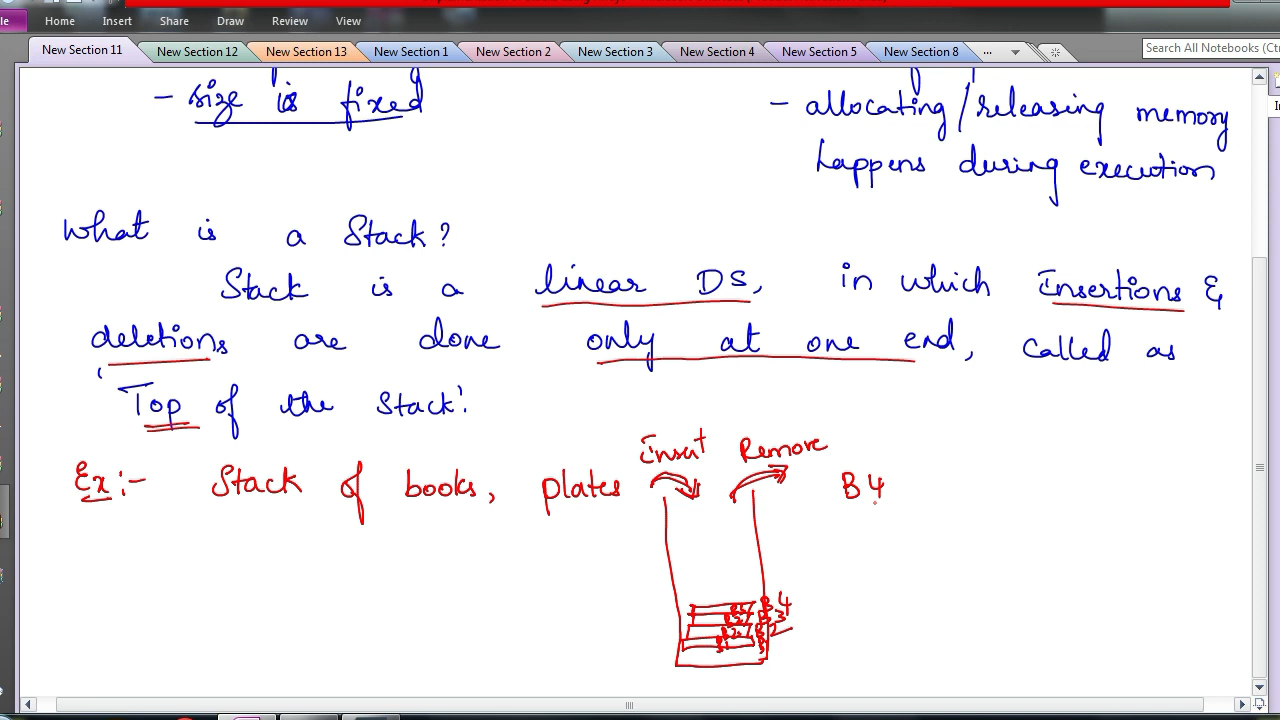 Home Insert Share Draw Review View
New Section 11 New Section 12 New Section 13 New Section 1 New Section 2 New Section 3 New Section 4 New Section 5 New Section 8 ... Search All Notebooks (Ct
- size is fixed
- allocating/releasing memory
happens during execution
What is a Stack?
Stack is a linear DS, in which Insertions &
deletions are done only at one end, called as
'Top of the Stack'.
Ex:- Stack of books, plates
Insert Remove
B4